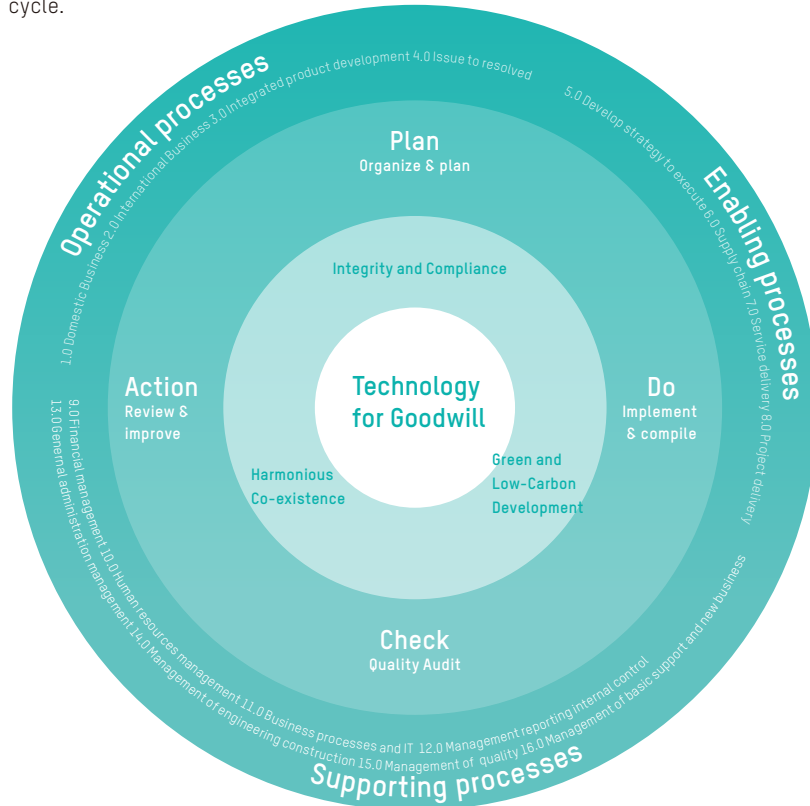 cycle.
Operational processes
1.0 Domestic Business 2.0 International Business 3.0 Integrated product development 4.0 Issue to resolved
Enabling processes
5.0 Develop strategy to execute 6.0 Supply chain 7.0 Service delivery 8.0 Project delivery
Plan
Organize & plan
Integrity and Compliance
Technology
for Goodwill
Action
Review &
improve
Do
Implement
& compile
Harmonious
Co-existence
Green and
Low-Carbon
Development
Check
Quality Audit
9.0 Financial management 10.0 Human resources management 11.0 Business processes and IT 12.0 Management reporting internal control
13.0 Genernal administration management 14.0 Management of engineering construction 15.0 Management of quality 16.0 Management of basic support and new business
Supporting processes